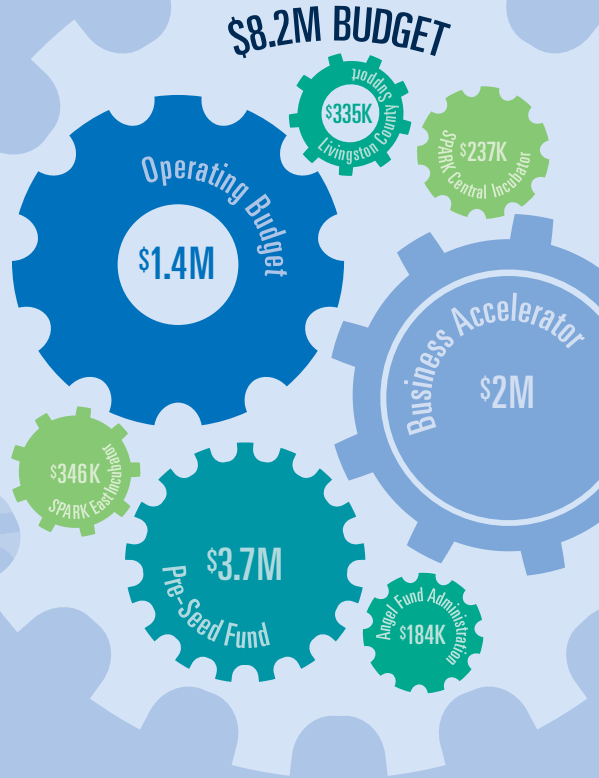 $8.2M BUDGET
$335K
Livingston County Support
$237K
SPARK Central Incubator
Operating Budget
$1.4M
Business Accelerator
$2M
$346K
SPARK East Incubator
$3.7M
Pre-Seed Fund
Angel Fund Administration
$184K